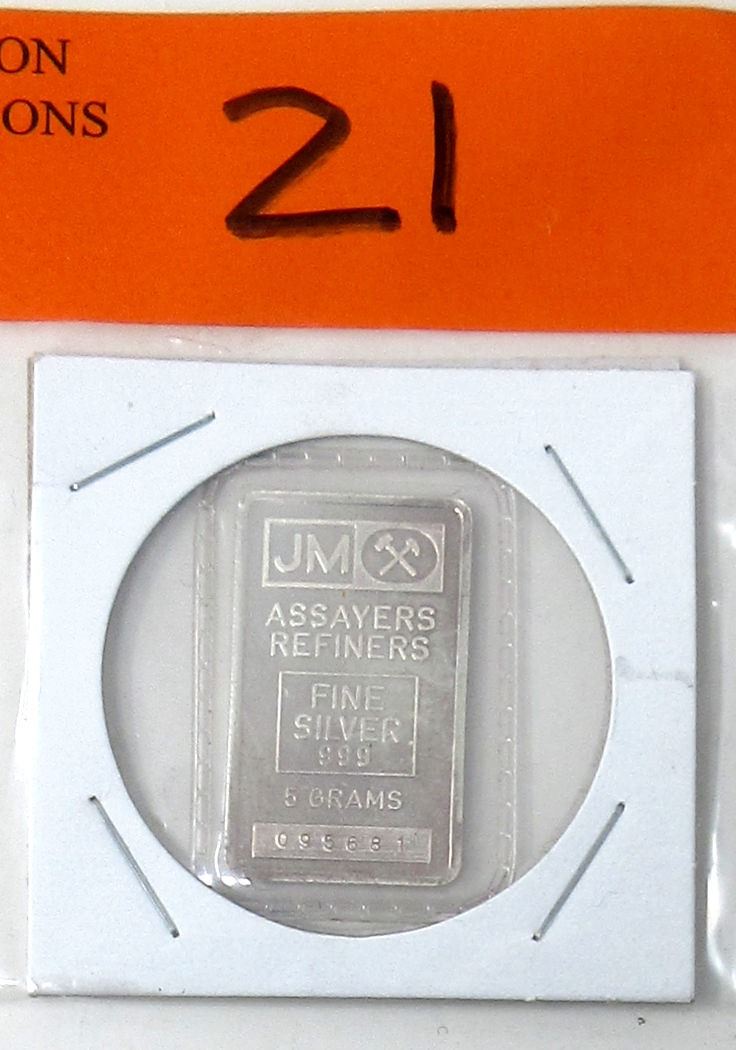 ON
ONS
21
JM
ASSAYERS
REFINERS
FINE
SILVER
999
5 GRAMS
095681